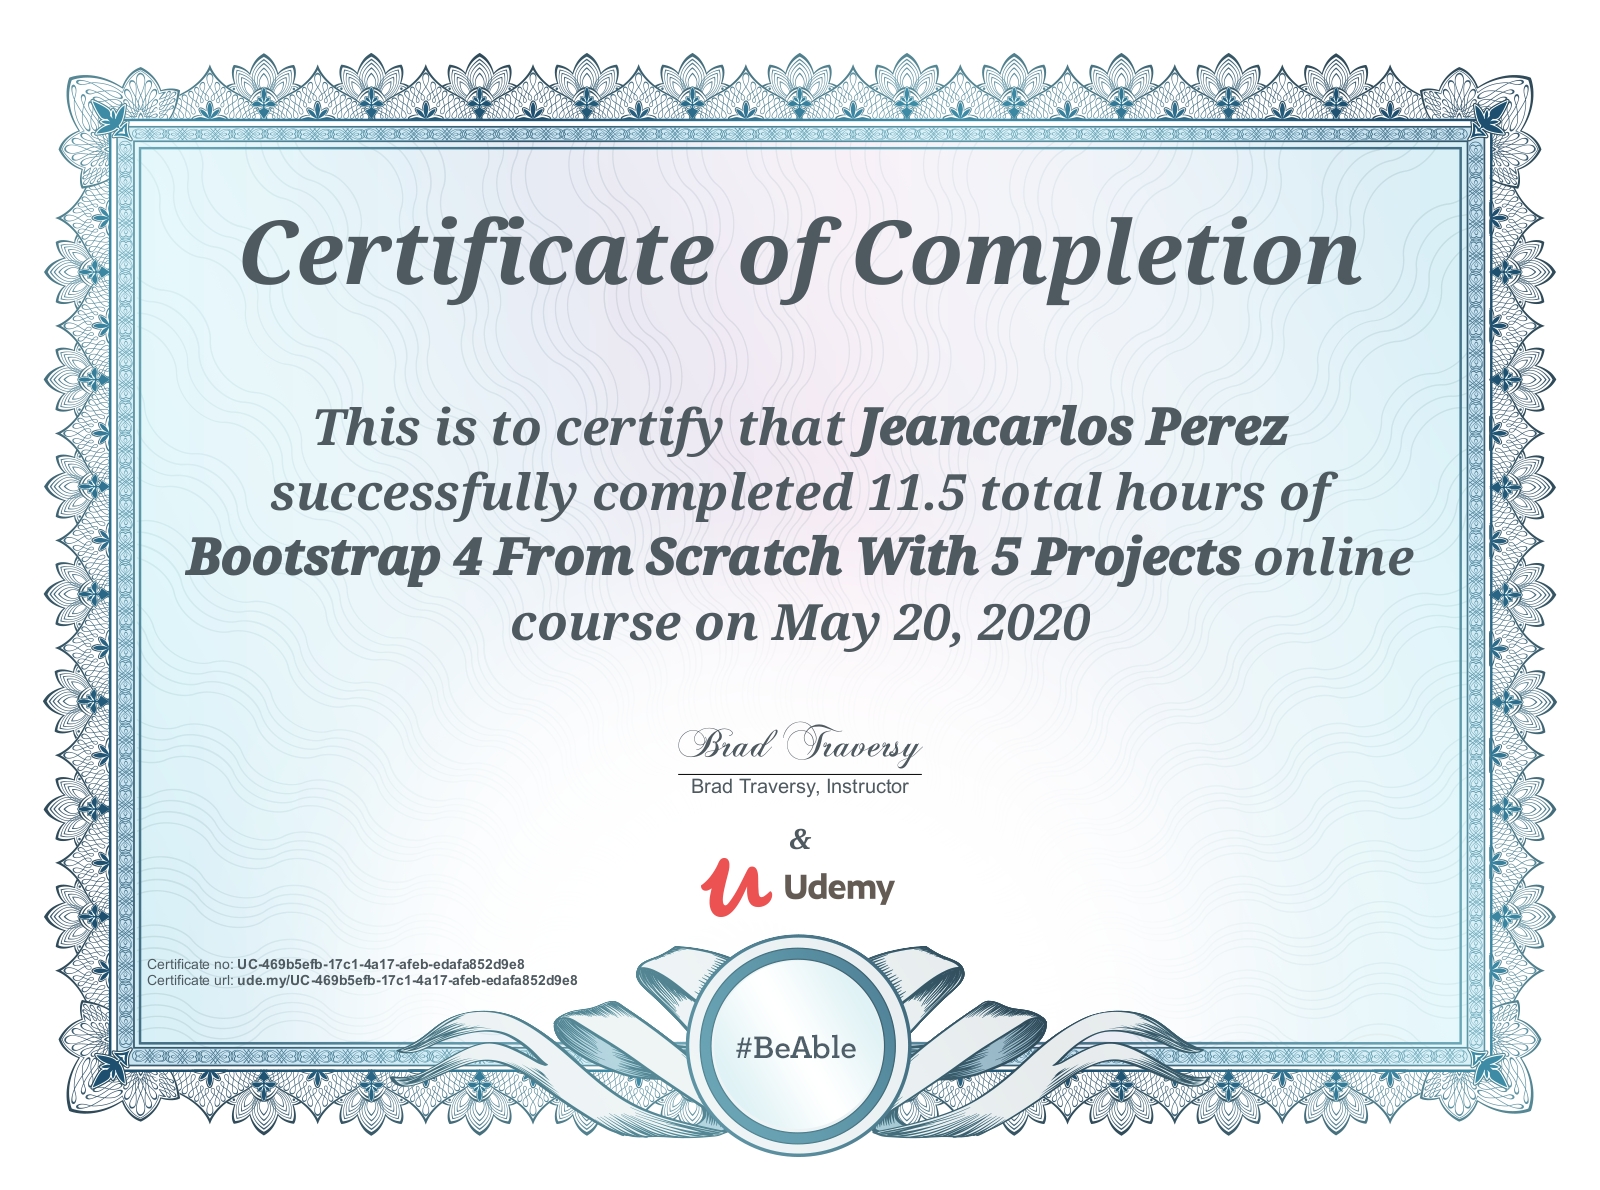 Certificate of Completion
This is to certify that Jeancarlos Perez
successfully completed 11.5 total hours of
Bootstrap 4 From Scratch With 5 Projects online
course on May 20, 2020
Brad Traversy
Brad Traversy, Instructor
&
Udemy
Certificate no: UC-469b5efb-17c1-4a17-afeb-edafa852d9e8
Certificate url: ude.my/UC-469b5efb-17c1-4a17-afeb-edafa852d9e8
#BeAble